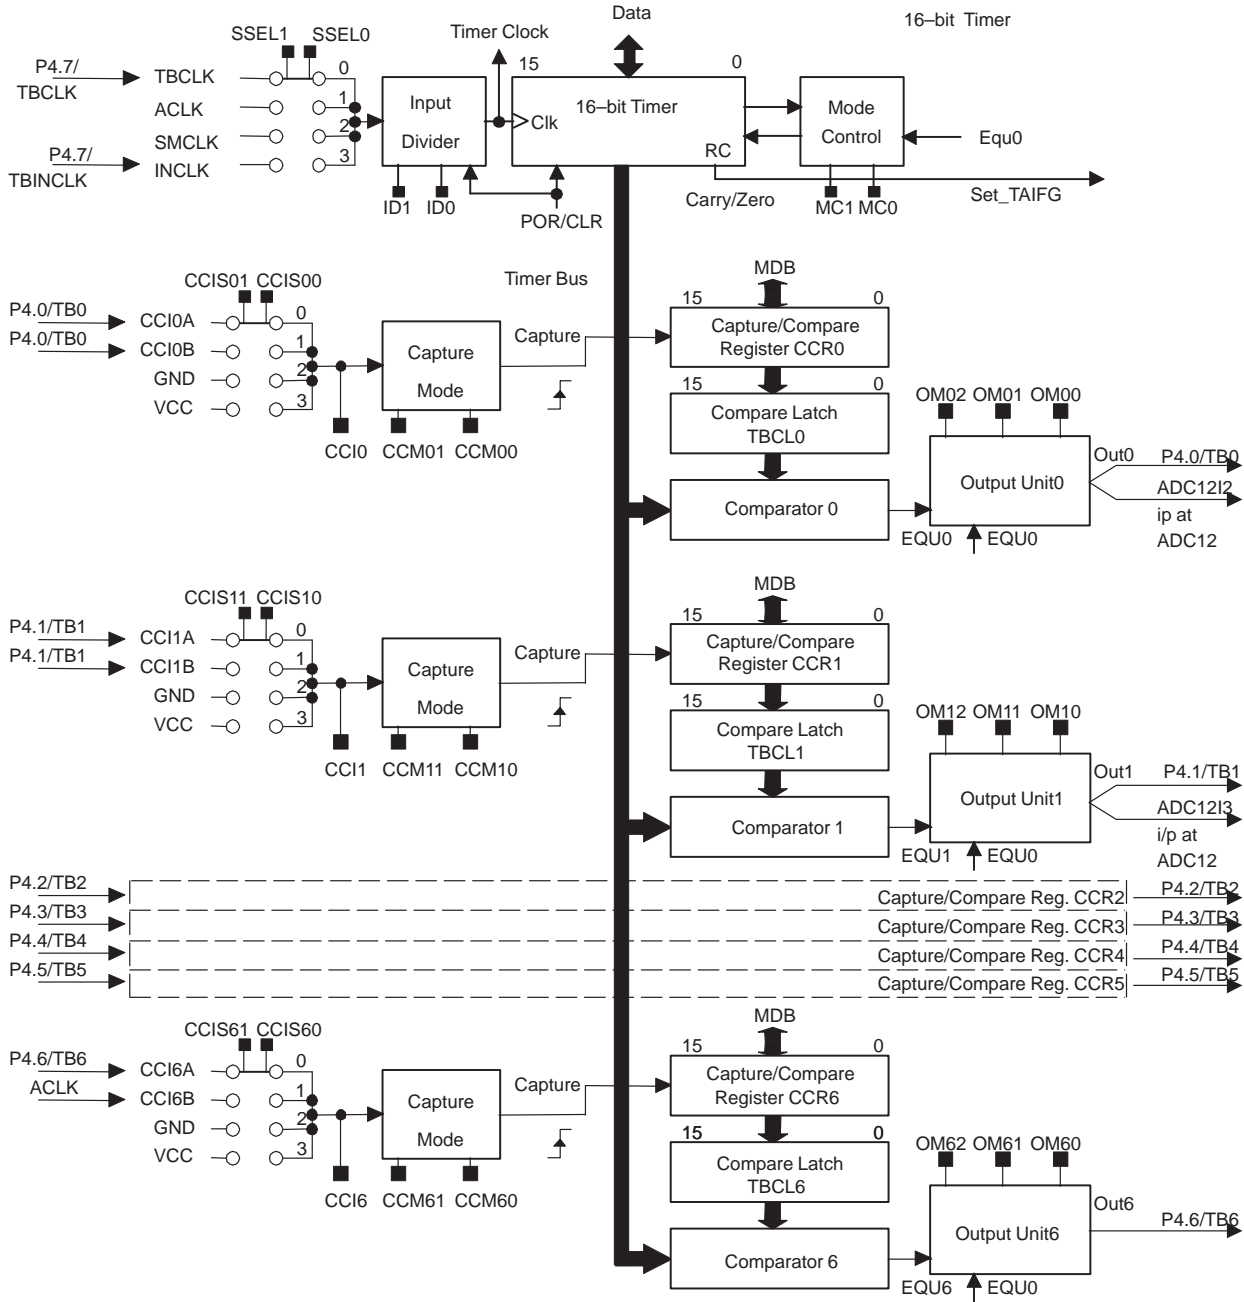 Data
16–bit Timer
SSEL1 SSEL0
Timer Clock
P4.7/
TBCLK
TBCLK
0
15
0
ACLK
1
SMCLK
2
P4.7/
TBINCLK
INCLK
3
Input
Divider
Clk
16–bit Timer
RC
Mode
Control
Equ0
ID1
ID0
POR/CLR
Carry/Zero
MC1
MC0
Set_TAIFG
Timer Bus
CCIS01 CCIS00
P4.0/TB0
P4.0/TB0
CCI0A
0
CCI0B
1
GND
2
VCC
3
Capture
Mode
Capture
CCI0
CCM01
CCM00
MDB
15
0
Capture/Compare
Register CCR0
15
0
Compare Latch
TBCL0
Comparator 0
EQU0
EQU0
OM02 OM01 OM00
Output Unit0
Out0
P4.0/TB0
ADC12I2
ip at
ADC12
CCIS11 CCIS10
P4.1/TB1
P4.1/TB1
CCI1A
0
CCI1B
1
GND
2
VCC
3
Capture
Mode
Capture
CCI1
CCM11
CCM10
MDB
15
0
Capture/Compare
Register CCR1
15
0
Compare Latch
TBCL1
Comparator 1
EQU1
EQU0
OM12 OM11 OM10
Output Unit1
Out1
P4.1/TB1
ADC12I3
i/p at
ADC12
P4.2/TB2
Capture/Compare Reg. CCR2
P4.2/TB2
P4.3/TB3
Capture/Compare Reg. CCR3
P4.3/TB3
P4.4/TB4
Capture/Compare Reg. CCR4
P4.4/TB4
P4.5/TB5
Capture/Compare Reg. CCR5
P4.5/TB5
CCIS61 CCIS60
P4.6/TB6
ACLK
CCI6A
0
CCI6B
1
GND
2
VCC
3
Capture
Mode
Capture
CCI6
CCM61
CCM60
MDB
15
0
Capture/Compare
Register CCR6
15
0
Compare Latch
TBCL6
Comparator 6
EQU6
EQU0
OM62 OM61 OM60
Output Unit6
Out6
P4.6/TB6